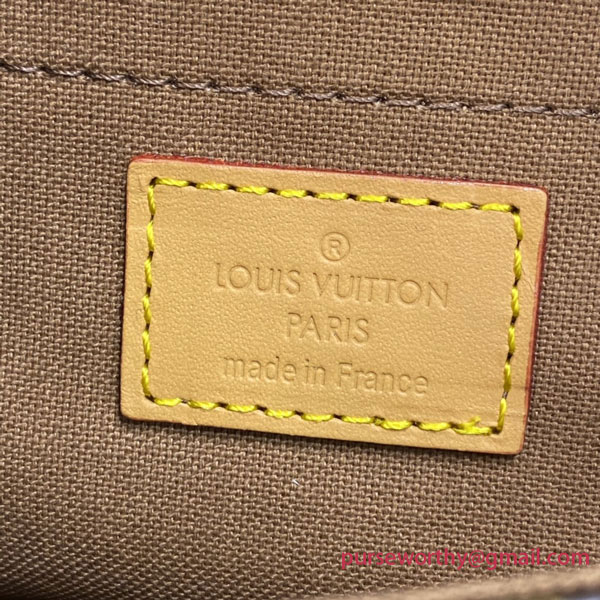 ®
LOUIS VUITTON
PARIS
made in France
purseworthy@gmail.com